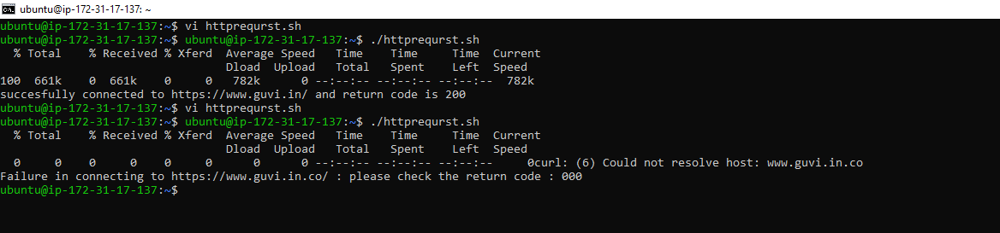 ubuntu@ip-172-31-17-137: ~
ubuntu@ip-172-31-17-137:~$ vi httprequrst.sh
ubuntu@ip-172-31-17-137:~$ ubuntu@ip-172-31-17-137:~$ ./httprequrst.sh
  % Total    % Received % Xferd  Average Speed   Time    Time     Time  Current
                                 Dload  Upload   Total   Spent    Left  Speed
100  661k    0  661k    0     0   782k      0 --:--:-- --:--:-- --:--:--  782k
succesfully connected to https://www.guvi.in/ and return code is 200
ubuntu@ip-172-31-17-137:~$ vi httprequrst.sh
ubuntu@ip-172-31-17-137:~$ ubuntu@ip-172-31-17-137:~$ ./httprequrst.sh
  % Total    % Received % Xferd  Average Speed   Time    Time     Time  Current
                                 Dload  Upload   Total   Spent    Left  Speed
  0     0    0     0    0     0      0      0 --:--:-- --:--:-- --:--:--     0curl: (6) Could not resolve host: www.guvi.in.co
Failure in connecting to https://www.guvi.in.co/ : please check the return code : 000
ubuntu@ip-172-31-17-137:~$